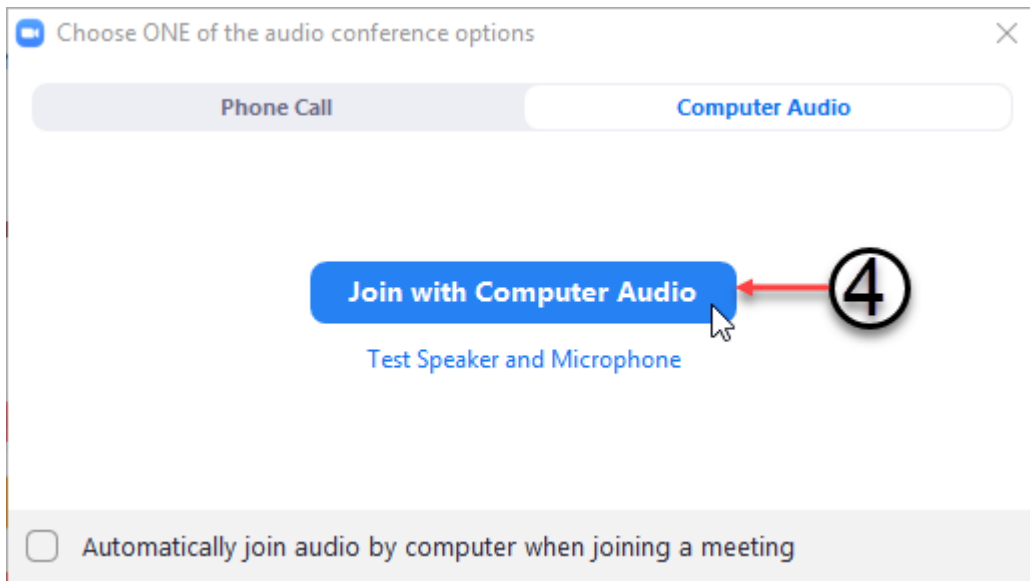 Choose ONE of the audio conference options
Phone Call
Computer Audio
Join with Computer Audio
4
Test Speaker and Microphone
Automatically join audio by computer when joining a meeting